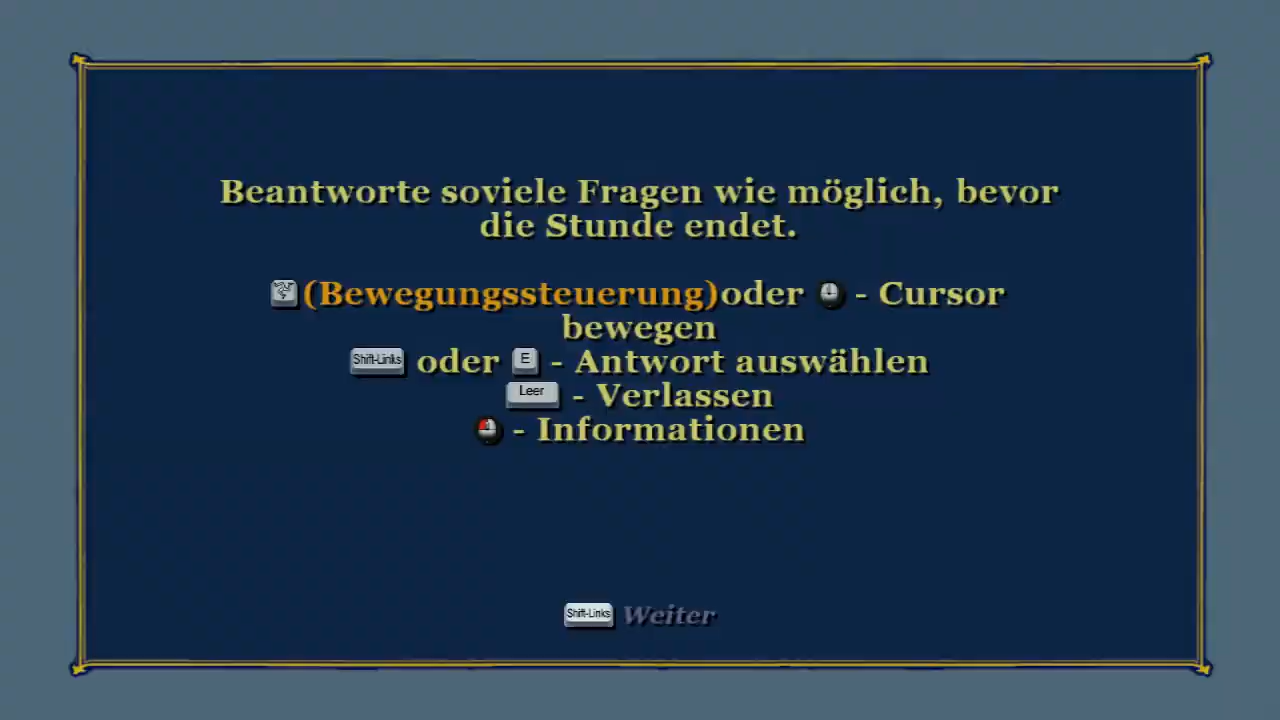 Beantworte soviele Fragen wie möglich, bevor
die Stunde endet.
(Bewegungssteuerung)oder - Cursor
bewegen
Shift-Links oder E - Antwort auswählen
Leer - Verlassen
- Informationen
Shift-Links Weiter